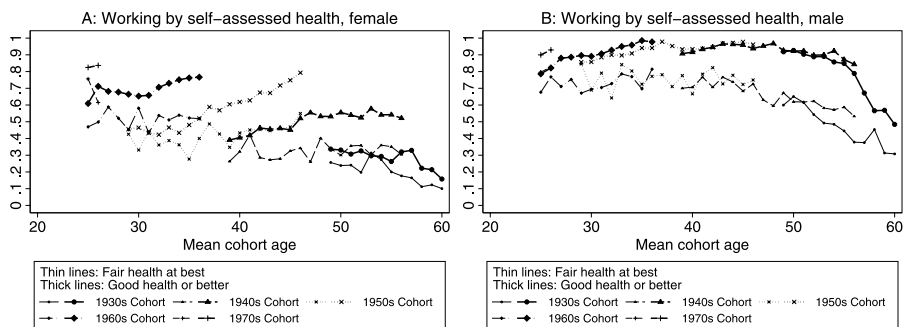 A: Working by self−assessed health, female
0 .1 .2 .3 .4 .5 .6 .7 .8 .9 1
20 30 40 50 60
Mean cohort age
Thin lines: Fair health at best
Thick lines: Good health or better
1930s Cohort 1940s Cohort 1950s Cohort
1960s Cohort 1970s Cohort
B: Working by self−assessed health, male
0 .1 .2 .3 .4 .5 .6 .7 .8 .9 1
20 30 40 50 60
Mean cohort age
Thin lines: Fair health at best
Thick lines: Good health or better
1930s Cohort 1940s Cohort 1950s Cohort
1960s Cohort 1970s Cohort